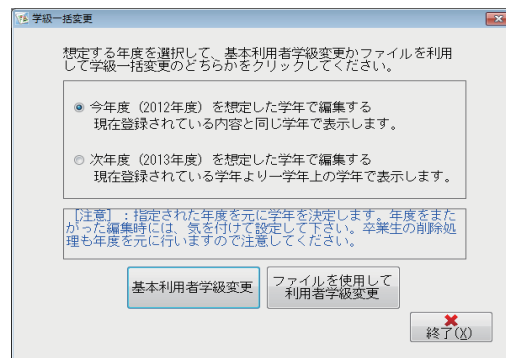 学級一括変更
想定する年度を選択して、基本利用者学級変更かファイルを利用
して学級一括変更のどちらかをクリックしてください。
今年度（2012年度）を想定した学年で編集する
現在登録されている内容と同じ学年で表示します。
次年度（2013年度）を想定した学年で編集する
現在登録されている学年より一学年上の学年で表示します。
［注意］：指定された年度を元に学年を決定します。年度をまた
がった編集時には、気を付けて設定して下さい。卒業生の削除処
理も年度を元に行いますので注意してください。
基本利用者学級変更
ファイルを使用して
利用者学級変更
終了(X)